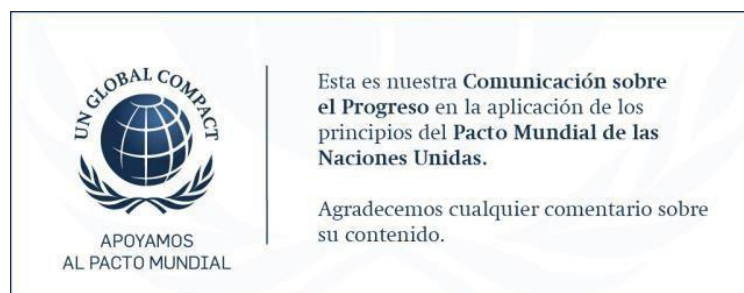 UN GLOBAL COMPACT
APOYAMOS
AL PACTO MUNDIAL
Esta es nuestra Comunicación sobre
el Progreso en la aplicación de los
principios del Pacto Mundial de las
Naciones Unidas.
Agradecemos cualquier comentario sobre
su contenido.